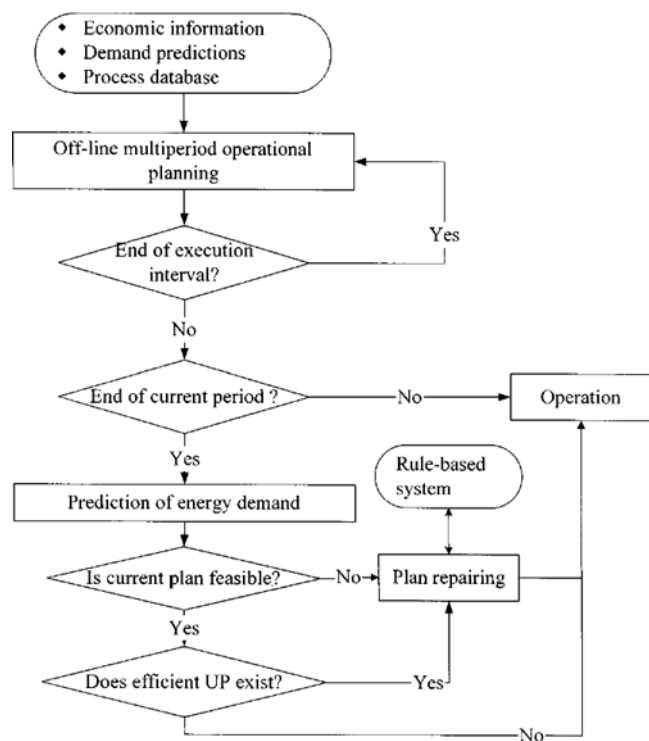 ◆ Economic information
◆ Demand predictions
◆ Process database
Off-line multiperiod operational
planning
Yes
End of execution
interval?
No
End of current period ?
No
Operation
Yes
Rule-based
system
Prediction of energy demand
Is current plan feasible?
No
Plan repairing
Yes
Does efficient UP exist?
Yes
No